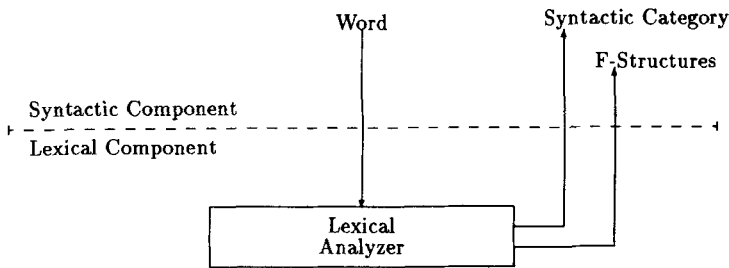 Word
Syntactic Category
F-Structures
Syntactic Component
Lexical Component
Lexical
Analyzer